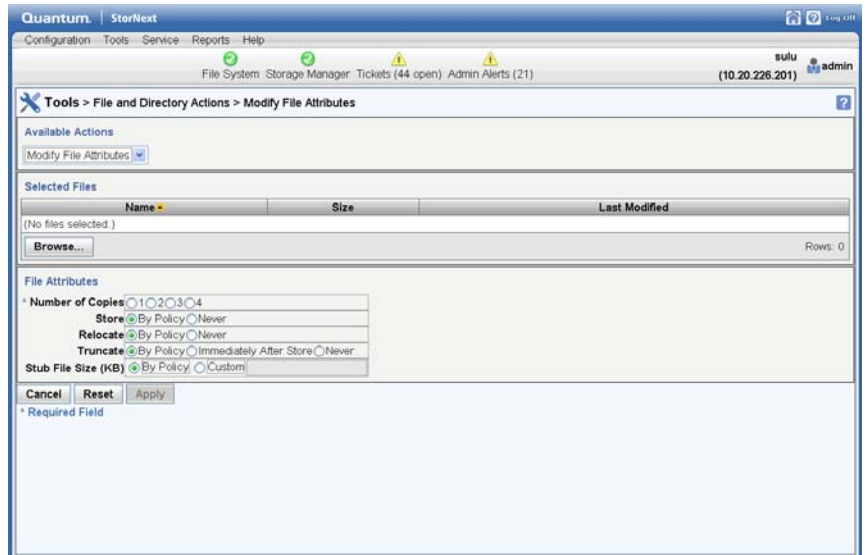 Quantum. StorNext Log Off
Configuration Tools Service Reports Help
File System Storage Manager Tickets (44 open) Admin Alerts (21)
sulu
(10.20.226.201)
admin
Tools > File and Directory Actions > Modify File Attributes
Available Actions
Modify File Attributes
Selected Files
Name Size Last Modified
(No files selected.)
Browse... Rows: 0
File Attributes
* Number of Copies 1 2 3 4
Store By Policy Never
Relocate By Policy Never
Truncate By Policy Immediately After Store Never
Stub File Size (KB) By Policy Custom
Cancel Reset Apply
* Required Field